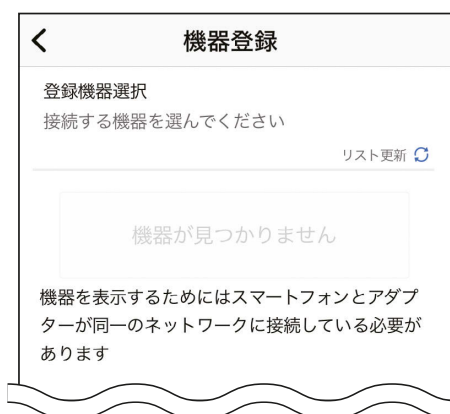 機器登録
登録機器選択
接続する機器を選んでください
リスト更新
機器が見つかりません
機器を表示するためにはスマートフォンとアダプ
ターが同一のネットワークに接続している必要が
あります